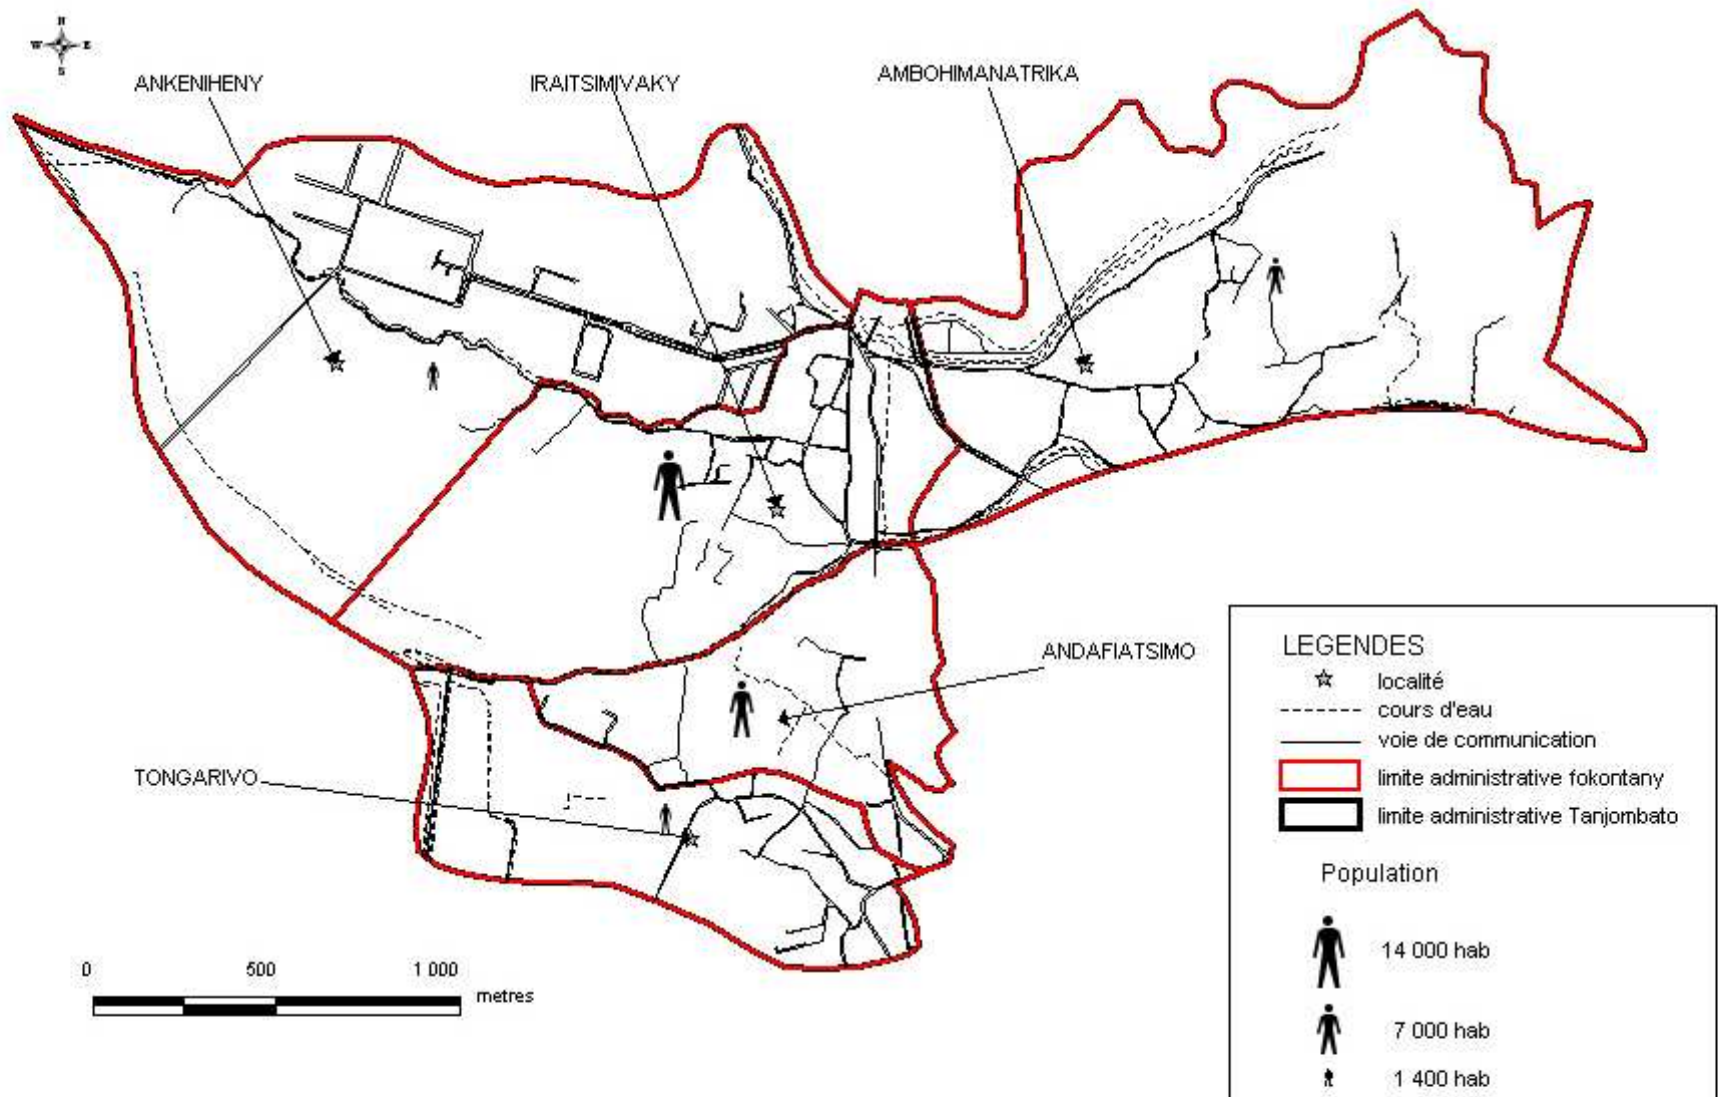 N
W E
S
ANKENIHENY
IRAITSIMIVAKY
AMBOHIMANATRIKA
ANDAFIATSIMO
TONGARIVO
0 500 1 000
metres
LEGENDES
localité
cours d'eau
voie de communication
limite administrative fokontany
limite administrative Tanjombato
Population
14 000 hab
7 000 hab
1 400 hab